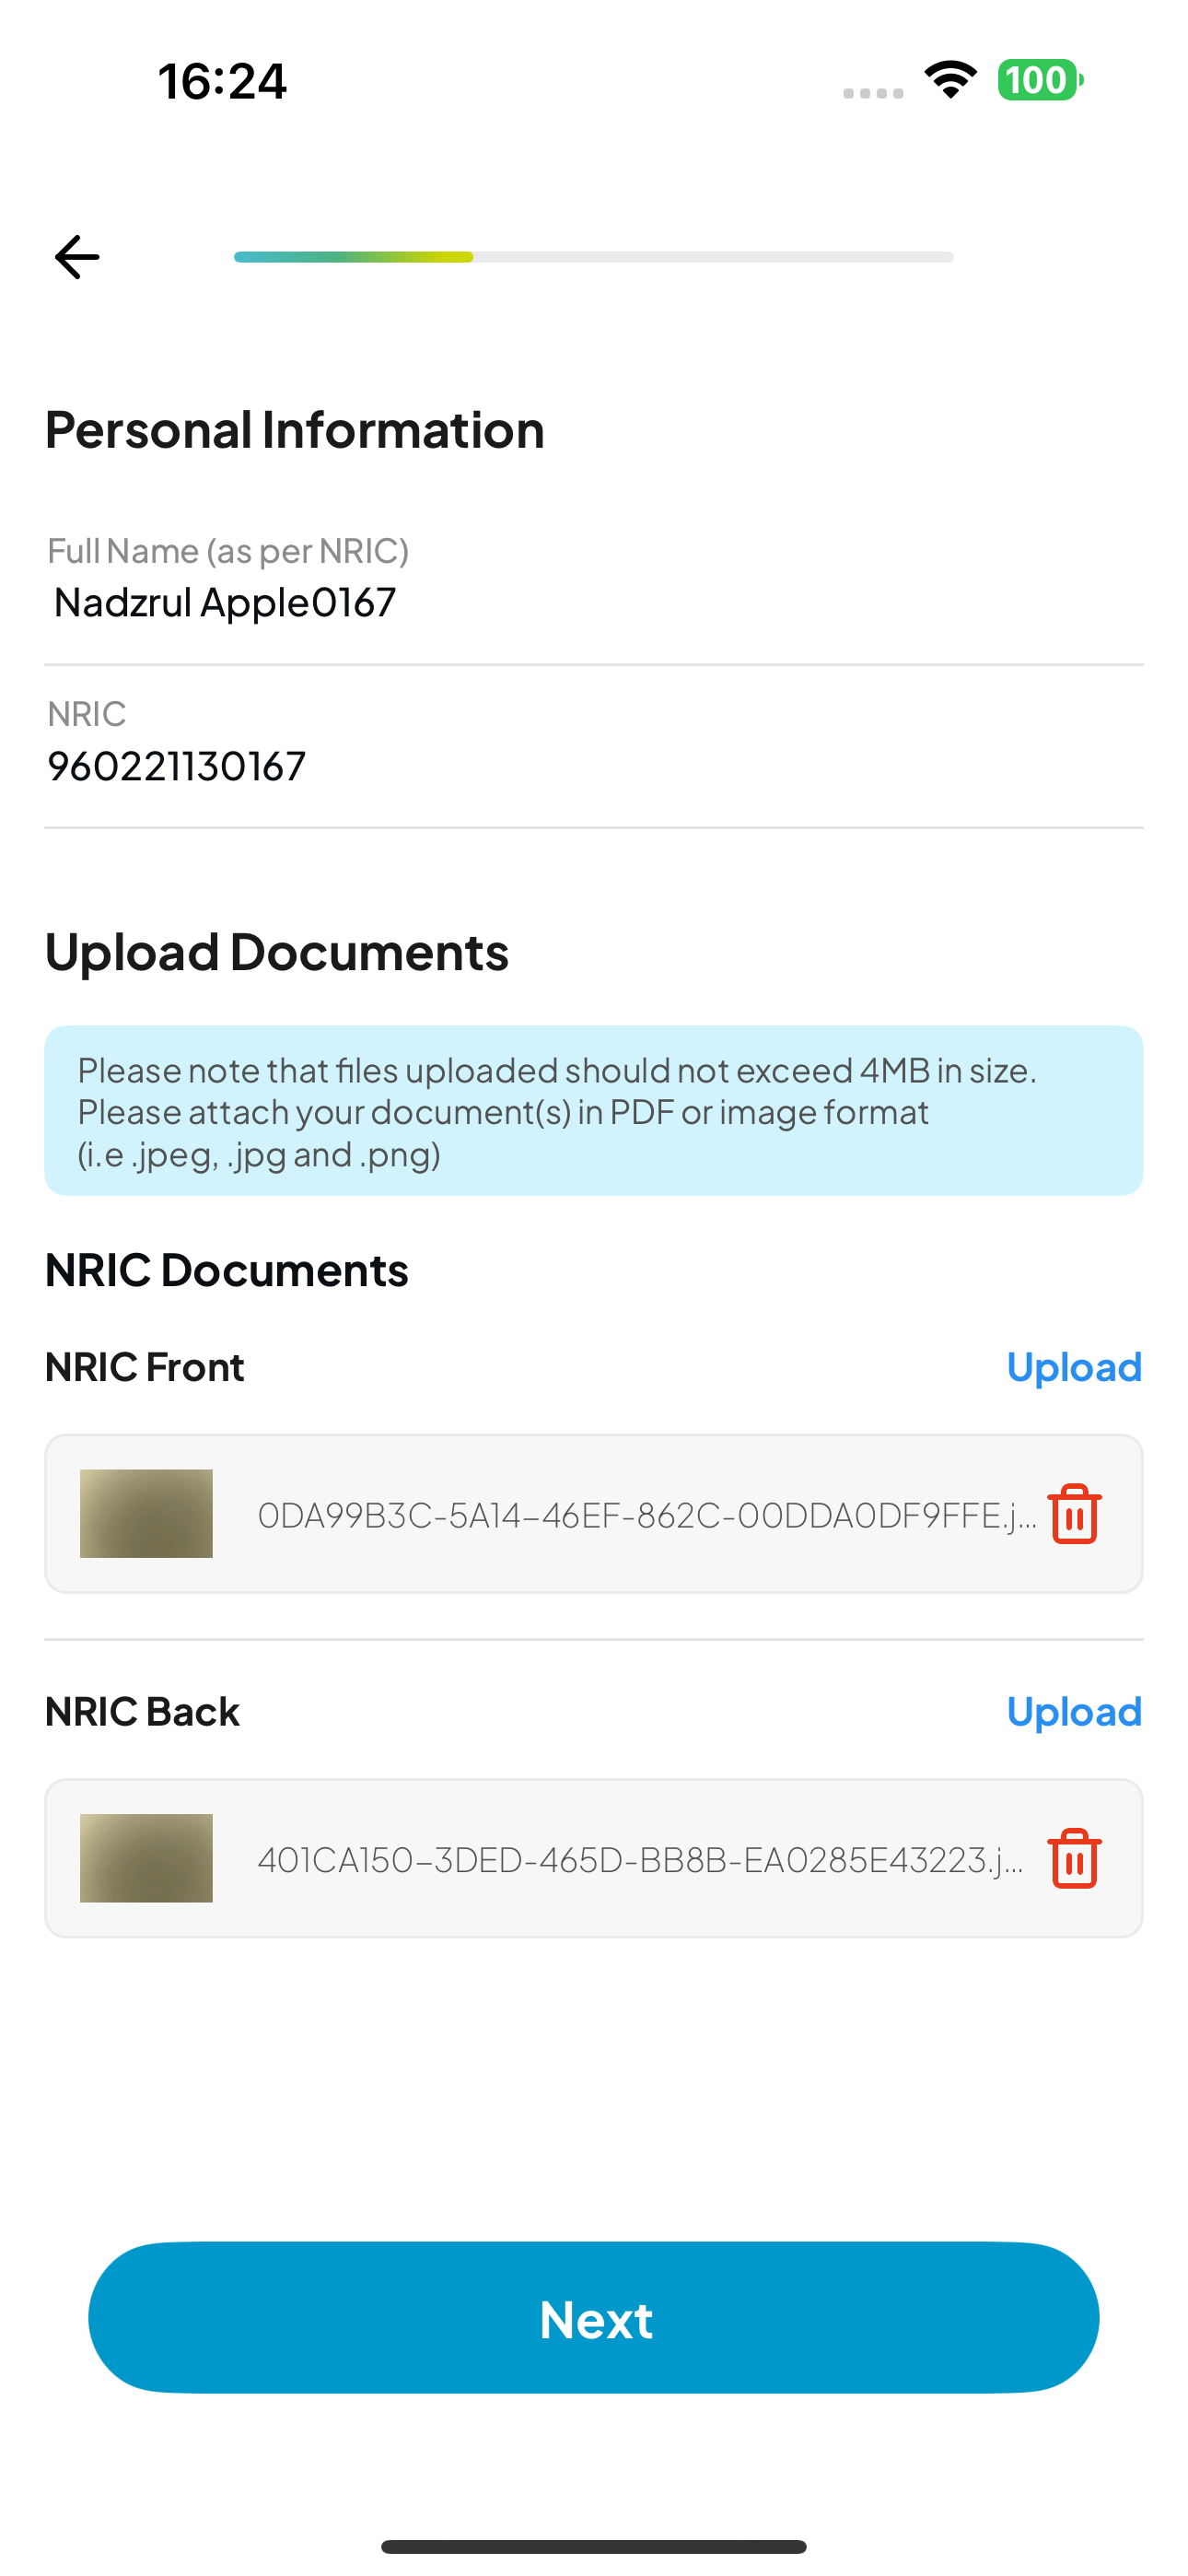 16:24
100
Personal Information
Full Name (as per NRIC)
Nadzrul Apple0167
NRIC
960221130167
Upload Documents
Please note that files uploaded should not exceed 4MB in size.
Please attach your document(s) in PDF or image format
(i.e .jpeg, .jpg and .png)
NRIC Documents
NRIC Front
Upload
0DA99B3C-5A14-46EF-862C-00DDA0DF9FFE.j...
NRIC Back
Upload
401CA150-3DED-465D-BB8B-EA0285E43223.j...
Next